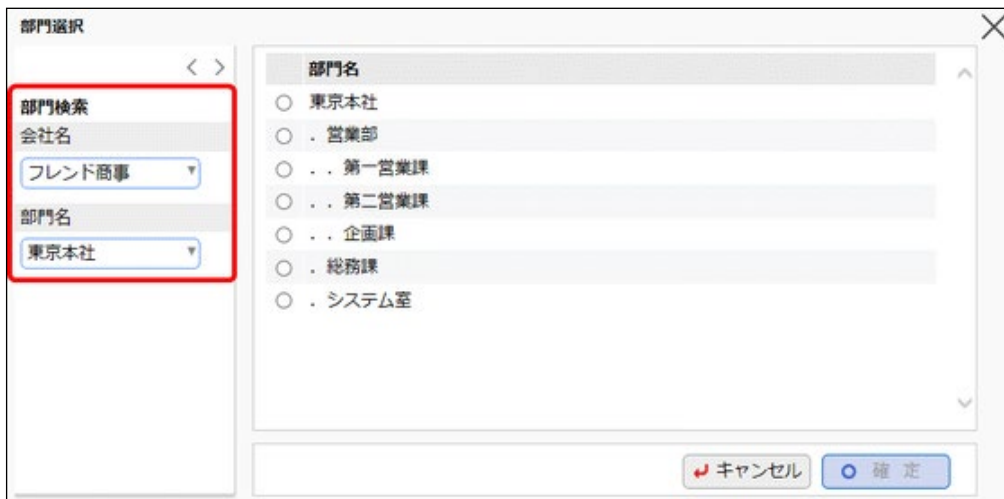 部門選択
部門検索
会社名
フレンド商事
部門名
東京本社
部門名
東京本社
. 営業部
. . 第一営業課
. . 第二営業課
. . 企画課
. 総務課
. システム室
キャンセル
確 定